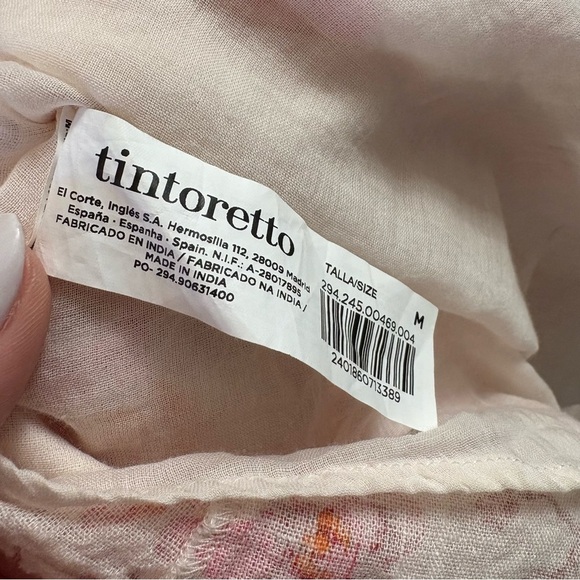 tintoretto
El Corte, Inglés S.A. Hermosilla 112, 28009 Madrid
España · Espanha · Spain. N.I.F.: A-28017895
FABRICADO EN INDIA / FABRICADO NA INDIA /
MADE IN INDIA
PO- 294.90631400
TALLA/SIZE
294.245.00469.004
M
2401860713389